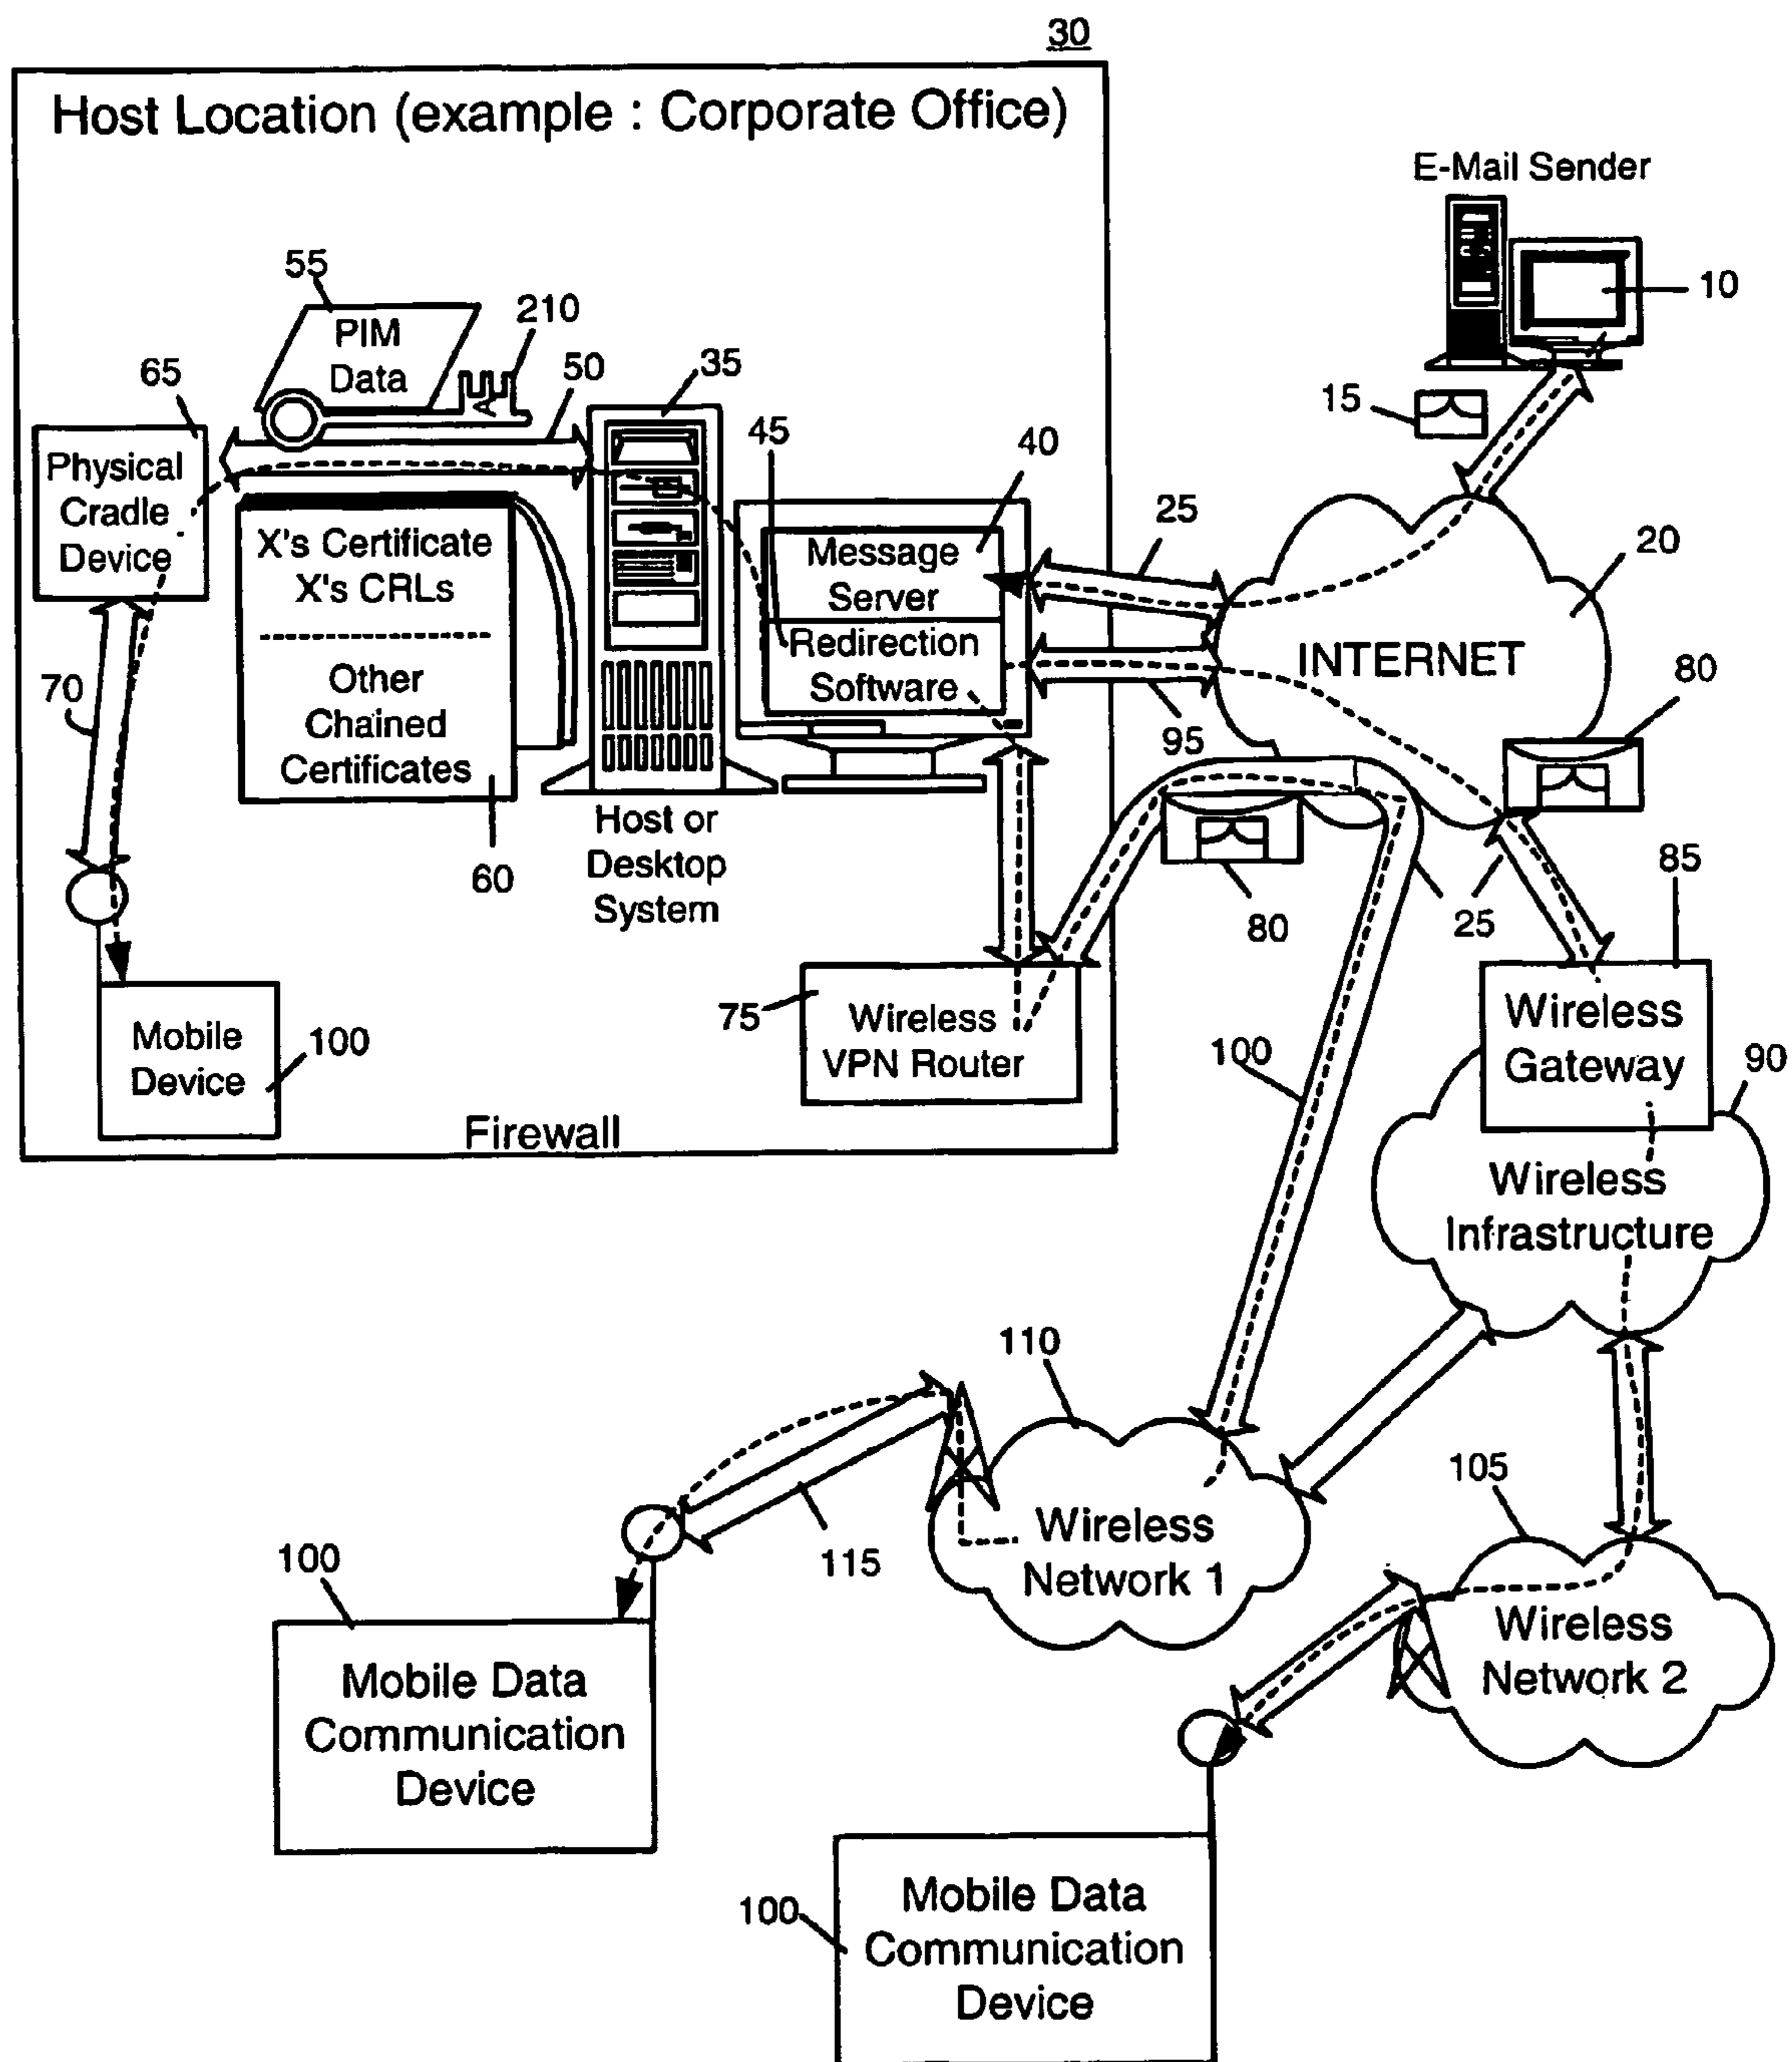 30
Host Location (example : Corporate Office)
E-Mail Sender
10
15
55
PIM
Data
210
65
50
35
45
40
Physical
Cradle
Device
X's Certificate
X's CRLs
Other
Chained
Certificates
60
70
Message
Server
Redirection
Software
25
20
INTERNET
95
80
80
25
Host or
Desktop
System
85
Mobile
Device
100
75
Wireless
VPN Router
100
Wireless
Gateway
90
Firewall
Wireless
Infrastructure
110
105
Wireless
Network 1
115
100
Mobile Data
Communication
Device
Wireless
Network 2
100
Mobile Data
Communication
Device